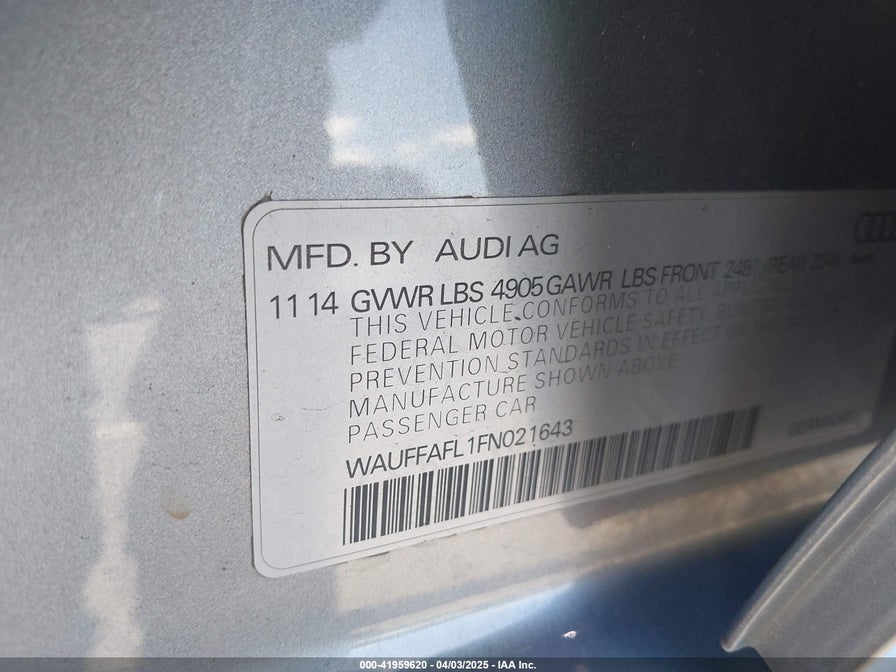 MFD. BY AUDI AG
11 14 GVWR LBS 4905 GAWR LBS FRONT 2491 / REAR
THIS VEHICLE CONFORMS TO ALL
FEDERAL MOTOR VEHICLE SAFETY,
PREVENTION STANDARDS IN EFFECT
MANUFACTURE SHOWN ABOVE
PASSENGER CAR
WAUFFAFL1FN021643
GERMANY
000-41959620 - 04/03/2025 - IAA Inc.